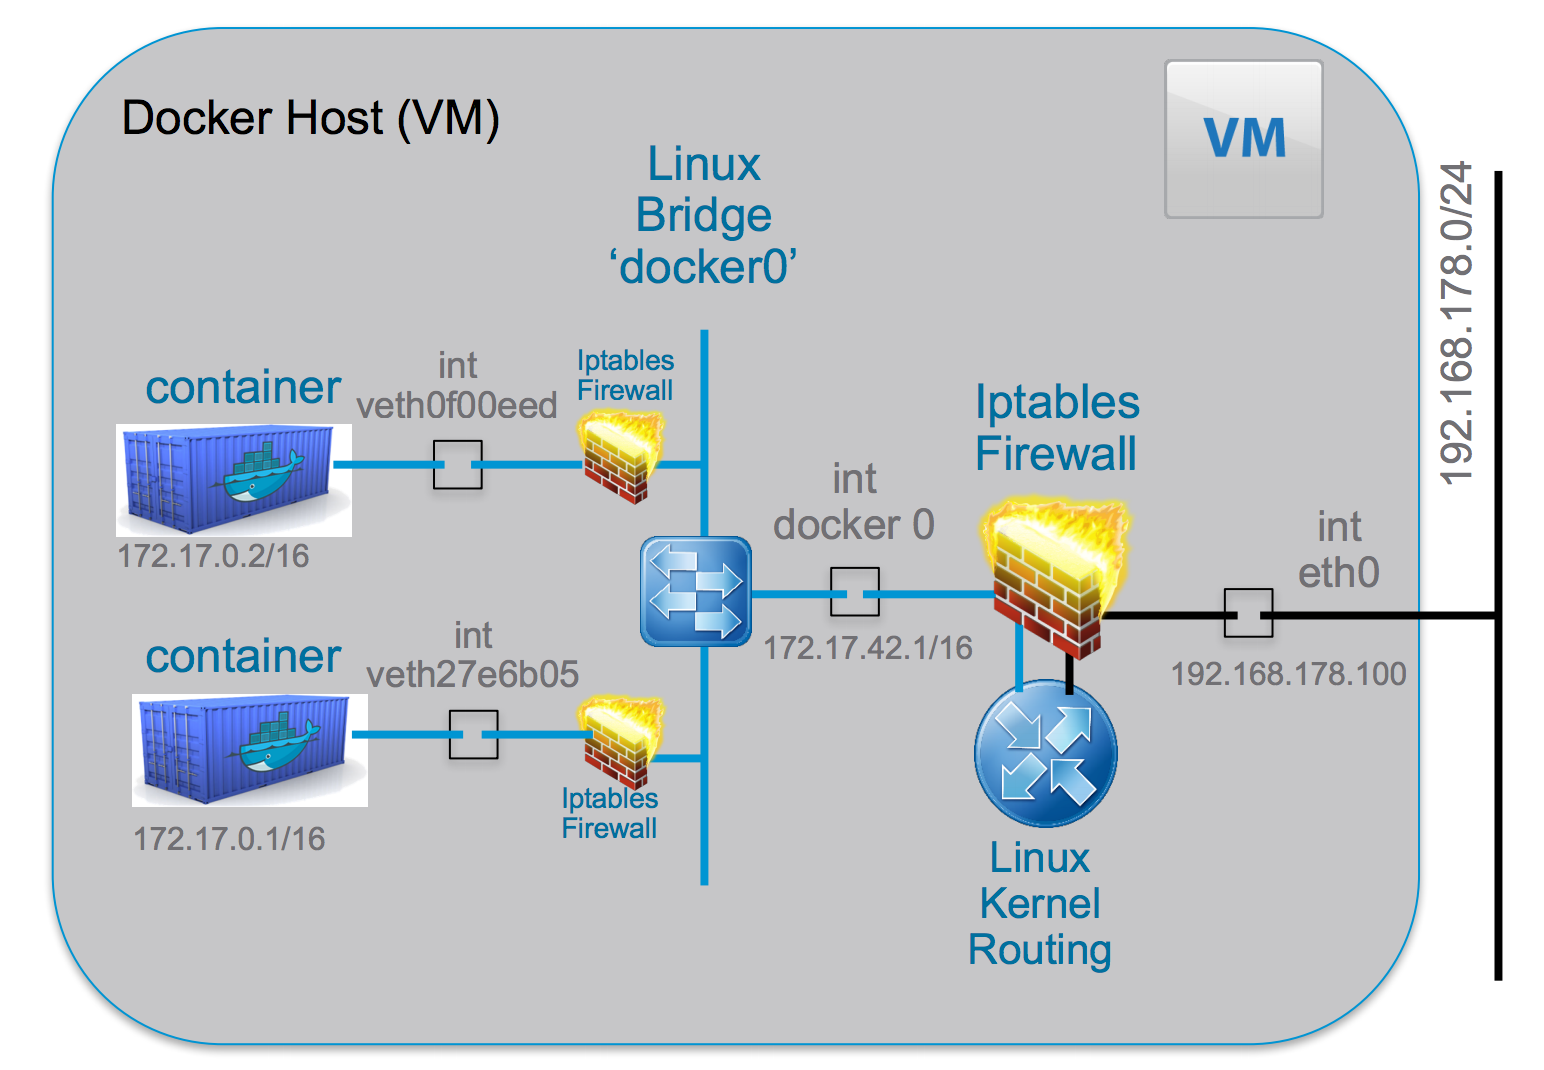 Docker Host (VM)
VM
Linux
Bridge
‘docker0’
192.168.178.0/24
container
int
veth0f00eed
Iptables
Firewall
172.17.0.2/16
int
docker 0
172.17.42.1/16
Iptables
Firewall
int
eth0
192.168.178.100
container
int
veth27e6b05
Iptables
Firewall
172.17.0.1/16
Linux
Kernel
Routing